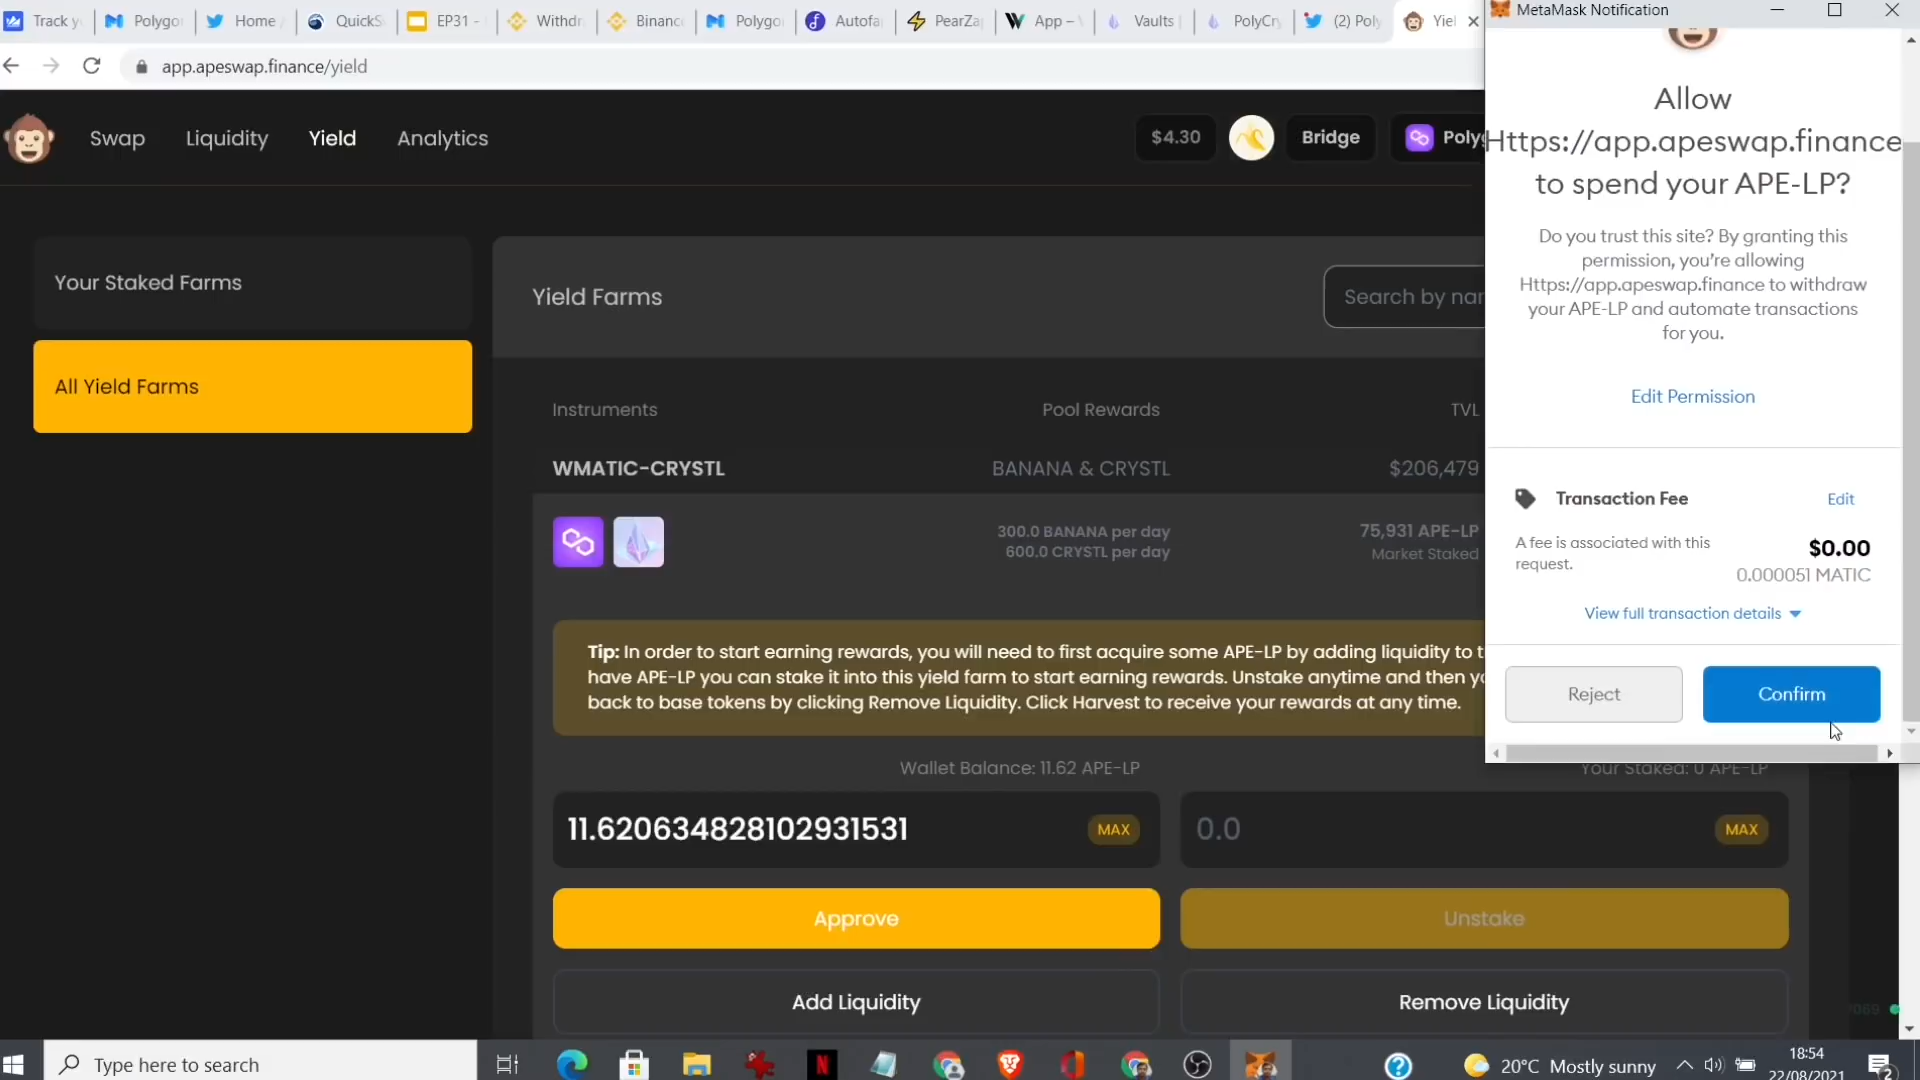 Track y
Polygo
Home
QuickS
EP31 –
Withdr
Binanc
Polygo
Autofa
PearZa
App –
Vaults
PolyCry
(2) Poly
Yiel
MetaMask Notification
app.apeswap.finance/yield
Swap
Liquidity
Yield
Analytics
$4.30
Bridge
Polyg
Your Staked Farms
All Yield Farms
Yield Farms
Search by nar
Instruments
Pool Rewards
TVL
WMATIC-CRYSTL
BANANA & CRYSTL
$206,479
300.0 BANANA per day
600.0 CRYSTL per day
75,931 APE-LP
Market Staked
Tip: In order to start earning rewards, you will need to first acquire some APE-LP by adding liquidity to t
have APE-LP you can stake it into this yield farm to start earning rewards. Unstake anytime and then yo
back to base tokens by clicking Remove Liquidity. Click Harvest to receive your rewards at any time.
Wallet Balance: 11.62 APE-LP
Your Staked: 0 APE-LP
11.620634828102931531
MAX
0.0
MAX
Approve
Unstake
Add Liquidity
Remove Liquidity
Allow
Https://app.apeswap.finance
to spend your APE-LP?
Do you trust this site? By granting this
permission, you're allowing
Https://app.apeswap.finance to withdraw
your APE-LP and automate transactions
for you.
Edit Permission
Transaction Fee
Edit
A fee is associated with this
request.
$0.00
0.000051 MATIC
View full transaction details
Reject
Confirm
Type here to search
20°C Mostly sunny
18:54
22/08/2021
2